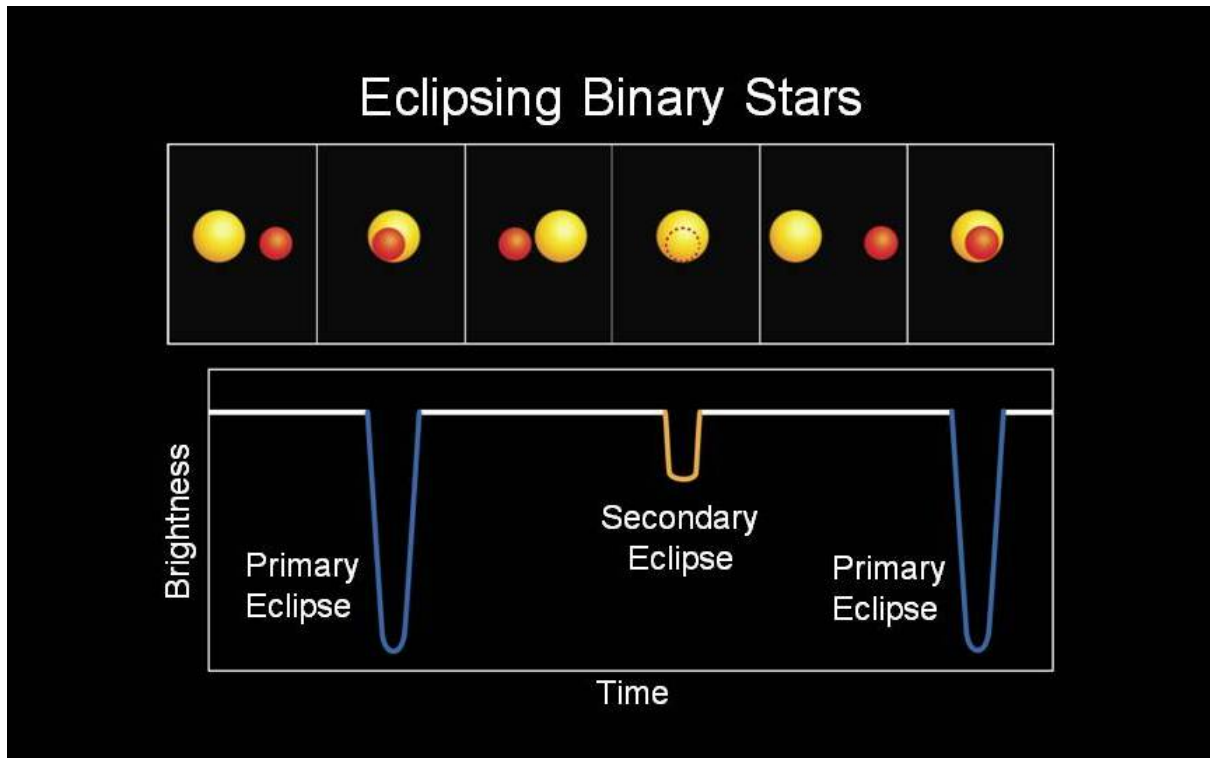 Eclipsing Binary Stars
Brightness
Primary
Eclipse
Secondary
Eclipse
Primary
Eclipse
Time